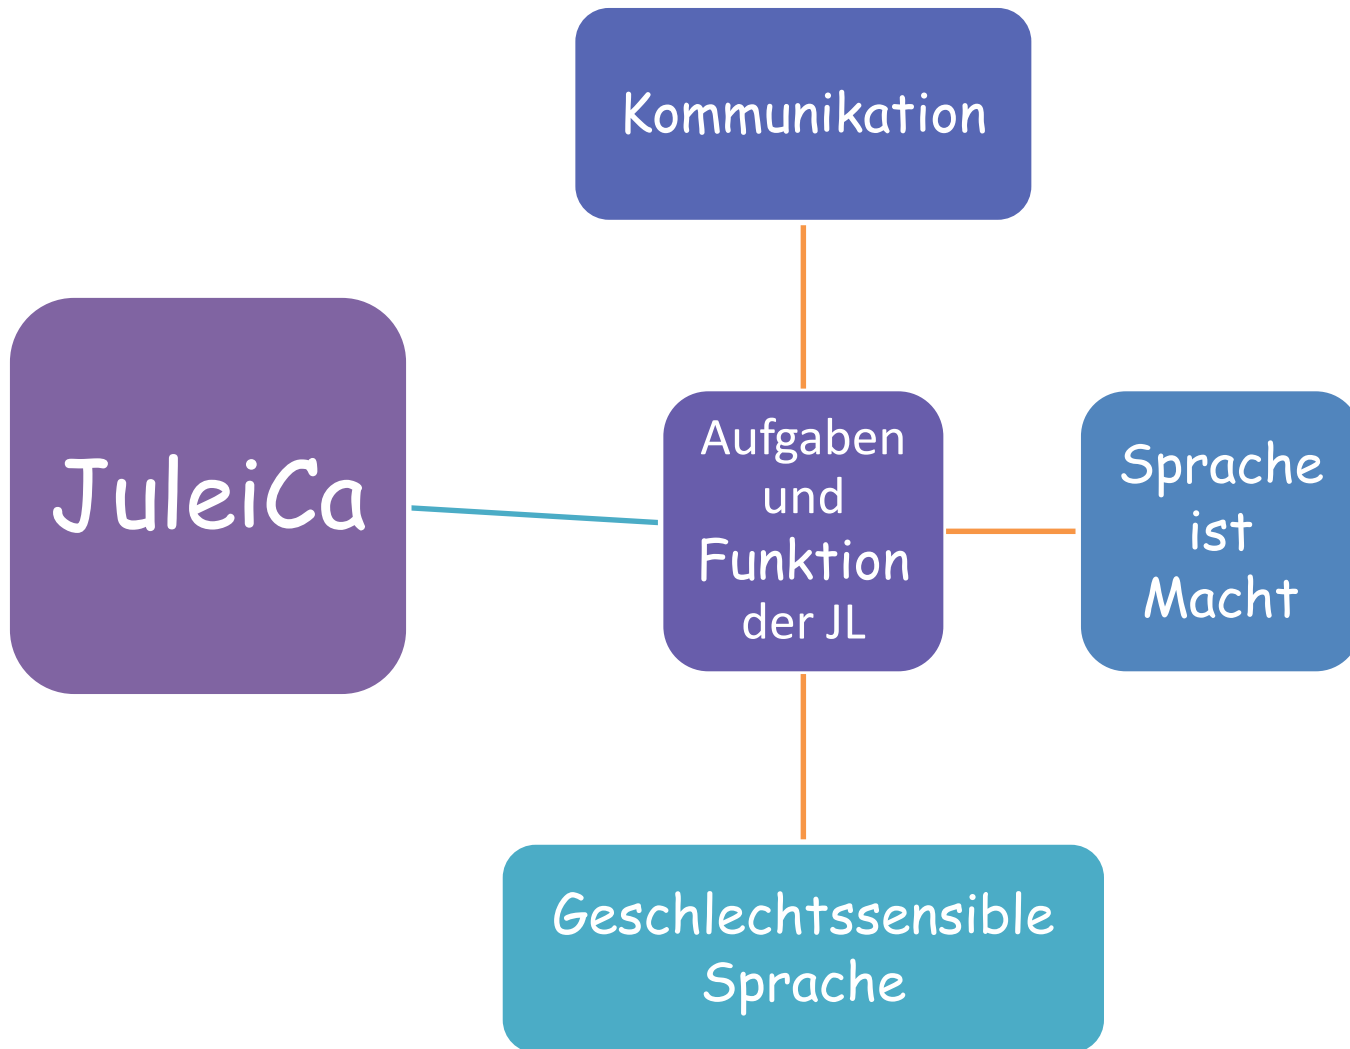 Kommunikation
JuleiCa
Aufgaben
und
Funktion
der JL
Sprache
ist
Macht
Geschlechtssensible
Sprache